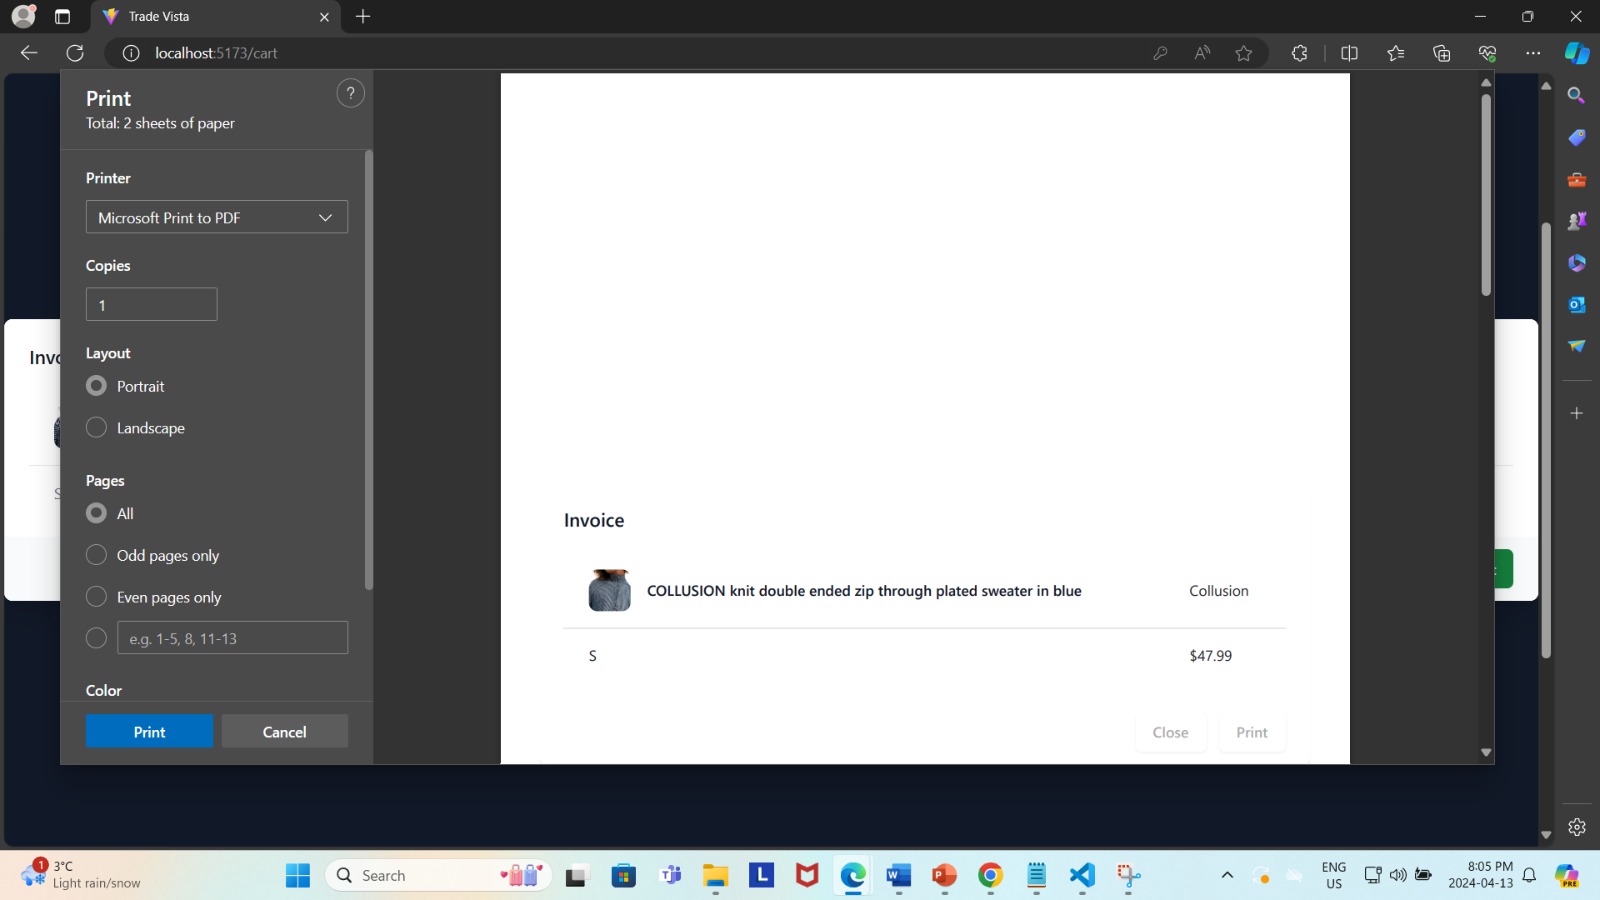 Trade Vista
localhost:5173/cart
Print
Total: 2 sheets of paper
?
Printer
Microsoft Print to PDF
Copies
1
Layout
Portrait
Landscape
Pages
All
Odd pages only
Even pages only
e.g. 1-5, 8, 11-13
Color
Print Cancel
Invo
S
Invoice
COLLUSION knit double ended zip through plated sweater in blue Collusion
S $47.99
Close Print
1
3°C
Light rain/snow
Search
ENG
US
8:05 PM
2024-04-13
PRE